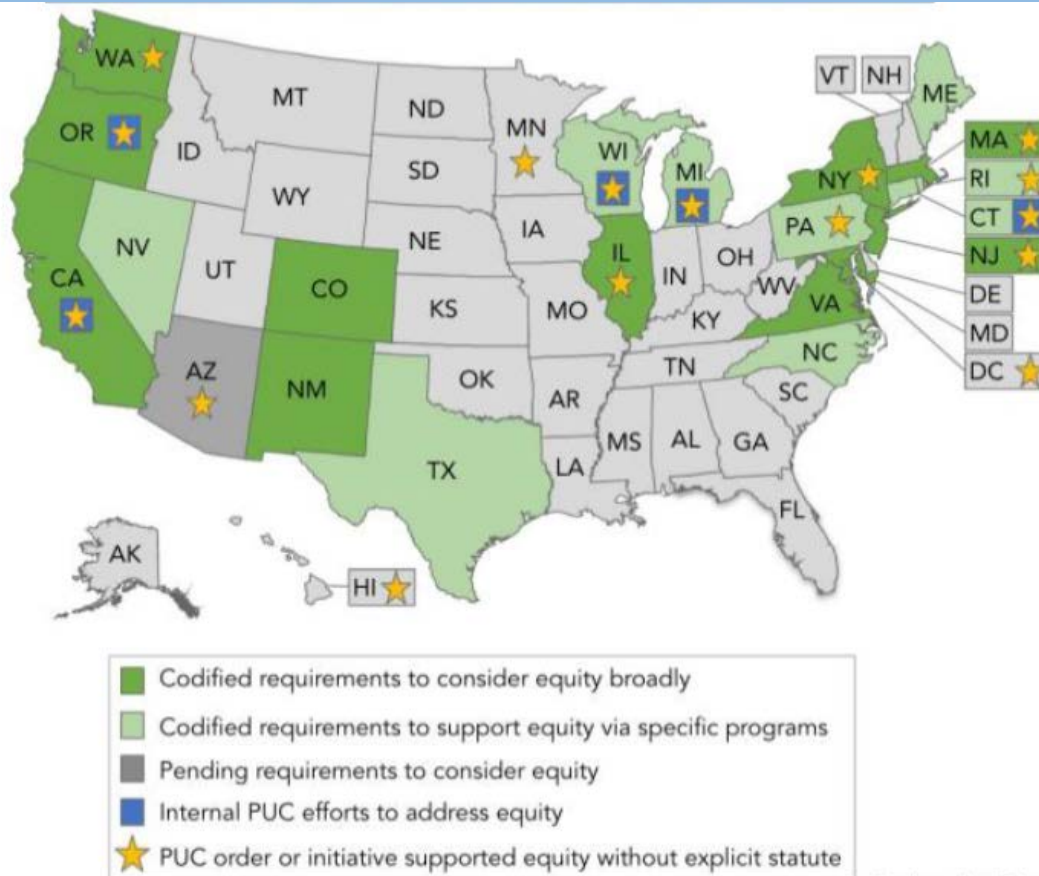 WA
MT
ND
MN
VT
NH
ME
OR
ID
SD
WI
MI
NY
MA
RI
CT
NJ
WY
IA
PA
NV
UT
NE
IL
IN
OH
DE
CA
CO
KS
MO
WV
VA
MD
KY
DC
AZ
NM
OK
TN
NC
AR
SC
TX
MS
AL
GA
LA
FL
AK
HI
Codified requirements to consider equity broadly
Codified requirements to support equity via specific programs
Pending requirements to consider equity
Internal PUC efforts to address equity
PUC order or initiative supported equity without explicit statute